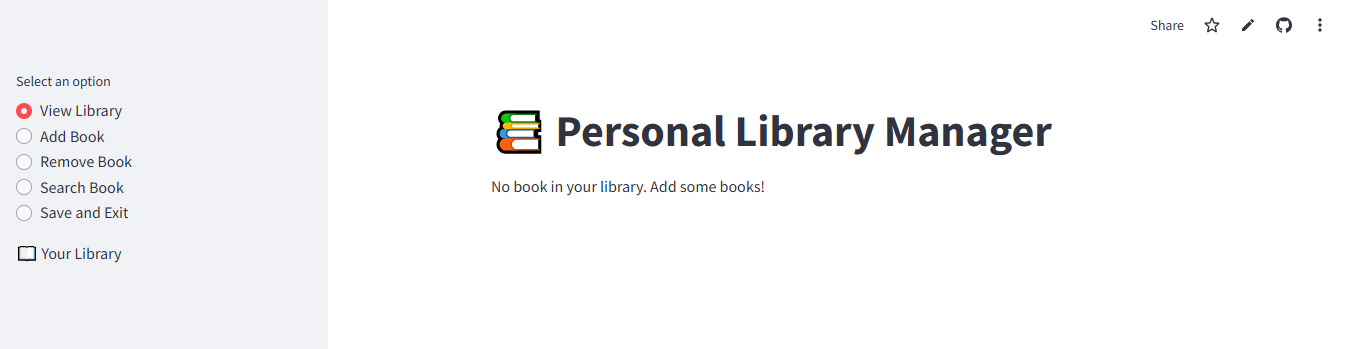 Share
Select an option
View Library
Add Book
Remove Book
Search Book
Save and Exit
Your Library
Personal Library Manager
No book in your library. Add some books!